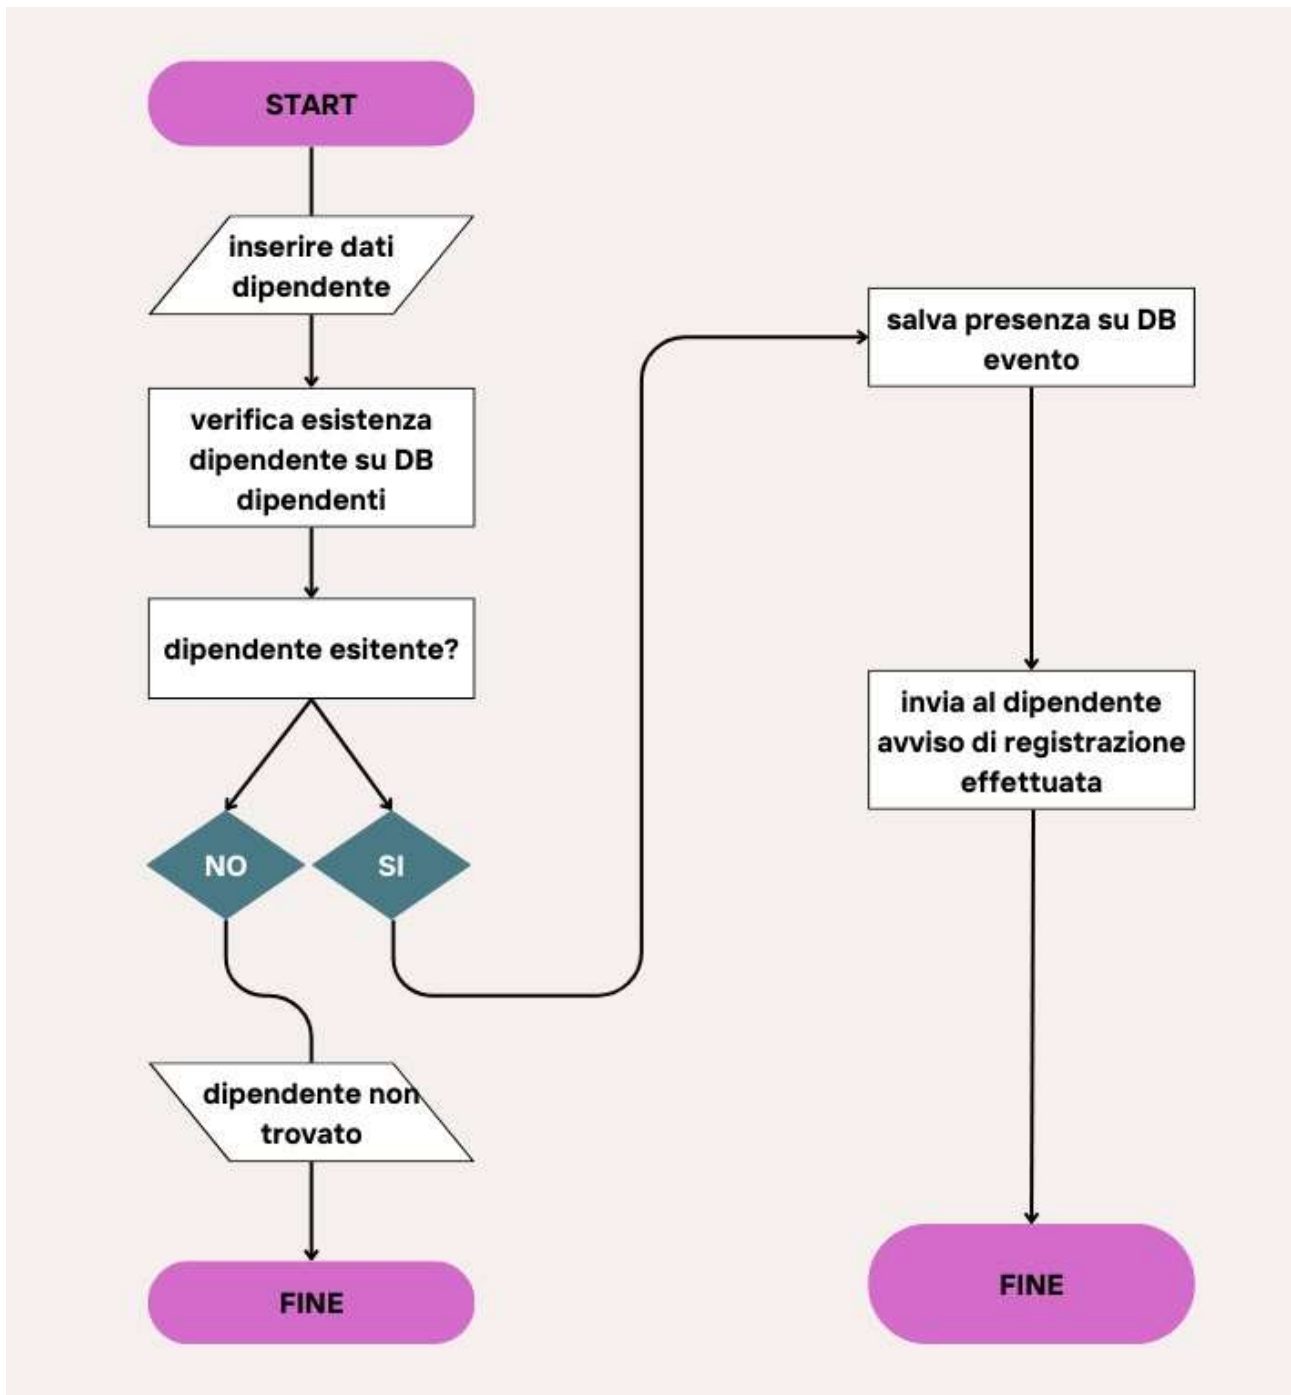 START
inserire dati
dipendente
verifica esistenza
dipendente su DB
dipendenti
dipendente esitente?
NO
SI
dipendente non
trovato
FINE
salva presenza su DB
evento
invia al dipendente
avviso di registrazione
effettuata
FINE